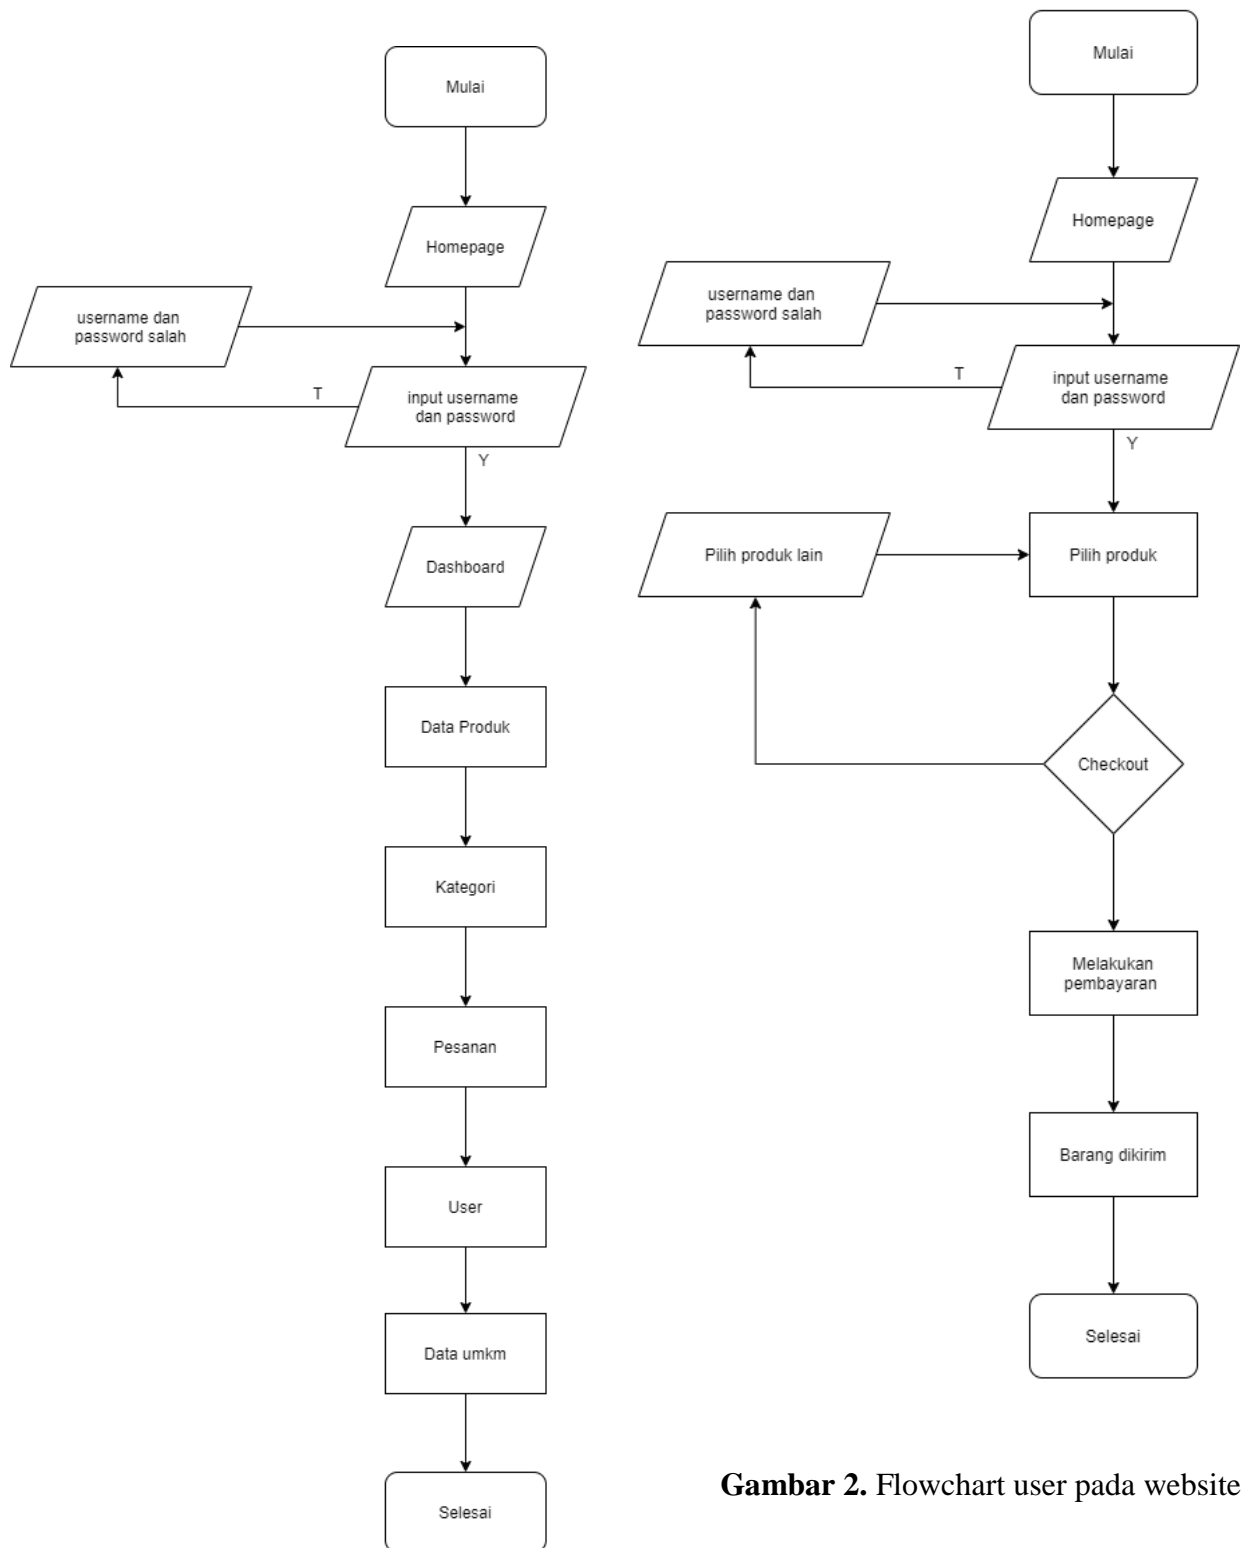 Mulai
Homepage
username dan
password salah
T
input username
dan password
Y
Dashboard
Data Produk
Kategori
Pesanan
User
Data umkm
Selesai
Mulai
Homepage
username dan
password salah
T
input username
dan password
Y
Pilih produk lain
Pilih produk
Checkout
Melakukan
pembayaran
Barang dikirim
Selesai
Gambar 2. Flowchart user pada website